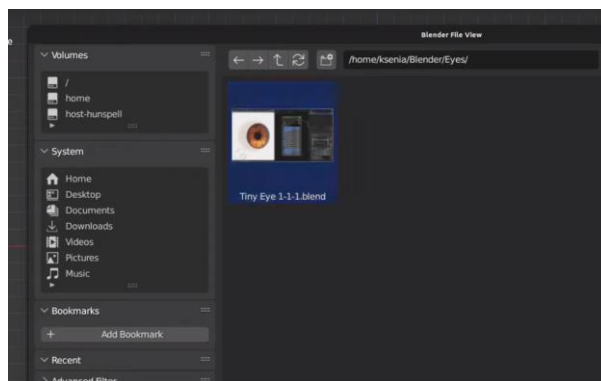 Blender File View
Volumes
/home/ksenia/Blender/Eyes/
/
home
host-hunspell
System
Home
Desktop
Documents
Downloads
Videos
Pictures
Music
Tiny Eye 1-1-1.blend
Bookmarks
+ Add Bookmark
Recent
Advanced Filter